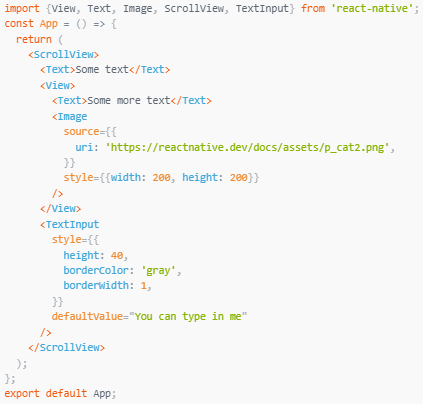 import {View, Text, Image, ScrollView, TextInput} from 'react-native';
const App = () => {
  return (
    <ScrollView>
      <Text>Some text</Text>
      <View>
        <Text>Some more text</Text>
        <Image
          source={{
            uri: 'https://reactnative.dev/docs/assets/p_cat2.png',
          }}
          style={{width: 200, height: 200}}
        />
      </View>
      <TextInput
        style={{
          height: 40,
          borderColor: 'gray',
          borderWidth: 1,
        }}
        defaultValue="You can type in me"
      />
    </ScrollView>
  );
};
export default App;